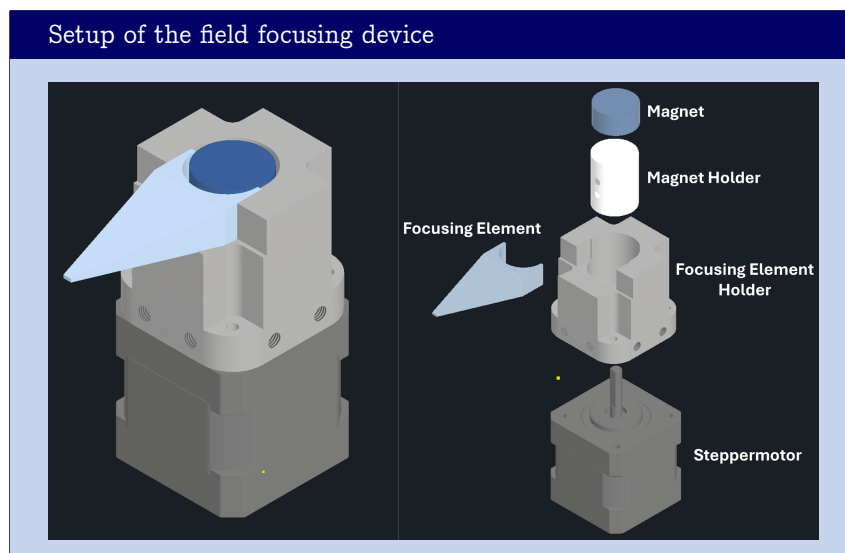 Setup of the field focusing device
Magnet
Magnet Holder
Focusing Element
Focusing Element
Holder
Steppermotor